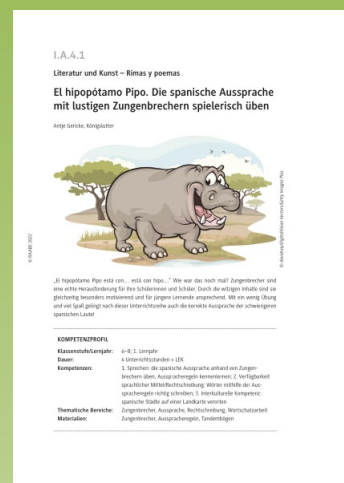 I.A.4.1
Literatur und Kunst – Rimas y poemas
El hipopótamo Pipo. Die spanische Aussprache
mit lustigen Zungenbrechern spielerisch üben
Antje Gericke, Königslutter
© RAABE 2022
„El hipopótamo Pipo está con... está con hipo...“ Wie war das noch mal? Zungenbrecher sind
eine echte Herausforderung für Ihre Schülerinnen und Schüler. Durch die witzigen Inhalte sind sie
gleichzeitig besonders motivierend und für jüngere Lernende ansprechend. Mit ein wenig Übung
und viel Spaß gelingt nach dieser Unterrichtsreihe auch die korrekte Aussprache der schwierigeren
spanischen Laute!
KOMPETENZPROFIL
Klassenstufe/Lernjahr: 6–8; 1. Lernjahr
Dauer: 4 Unterrichtsstunden + LEK
Kompetenzen: 1. Sprechen: die spanische Aussprache anhand von Zungen-
brechern üben, Ausspracheregeln kennenlernen; 2. Verfügbarkeit
sprachlicher Mittel/Rechtschreibung: Wörter mithilfe der Aus-
spracheregeln richtig schreiben; 3. Interkulturelle Kompetenz:
spanische Städte auf einer Landkarte verorten
Thematische Bereiche: Zungenbrecher, Aussprache, Rechtschreibung, Wortschatzarbeit
Materialien: Zungenbrecher, Ausspracheregeln, Tandembögen